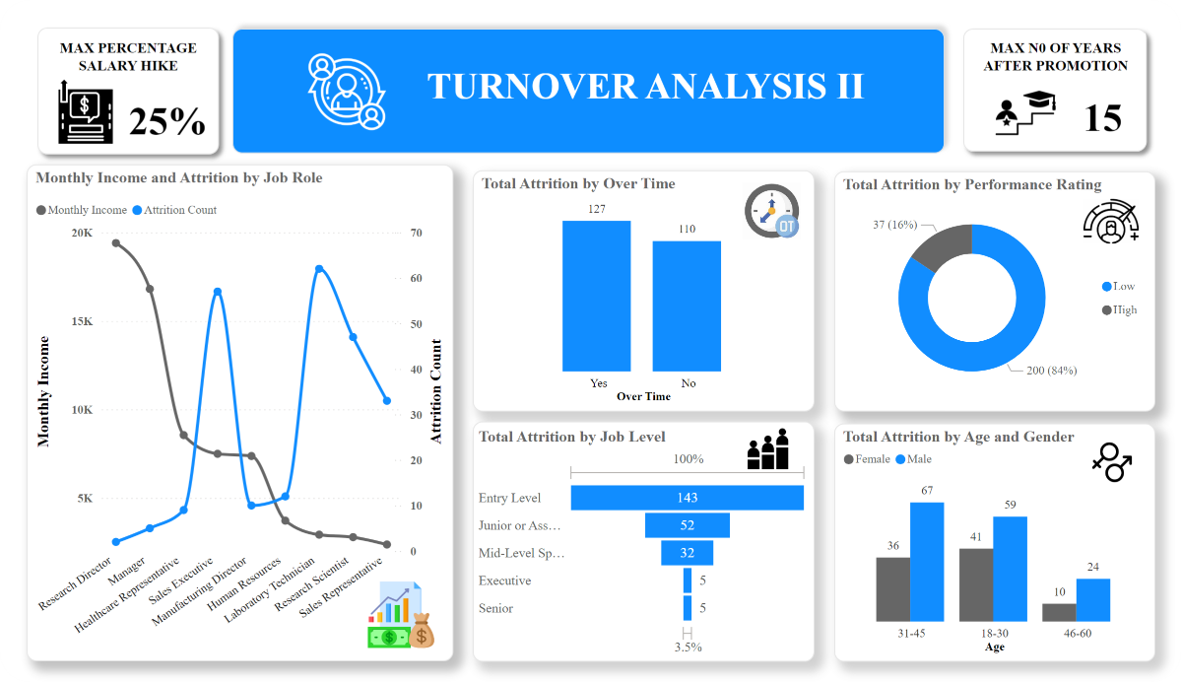 MAX PERCENTAGE
SALARY HIKE
25%
TURNOVER ANALYSIS II
MAX N0 OF YEARS
AFTER PROMOTION
15
Monthly Income and Attrition by Job Role
Monthly Income
Attrition Count
20K
15K
10K
5K
Monthly Income
70
60
50
40
30
20
10
0
Attrition Count
Research Director
Manager
Healthcare Representative
Sales Executive
Manufacturing Director
Human Resources
Laboratory Technician
Research Scientist
Sales Representative
Total Attrition by Over Time
OT
127
110
Yes
No
Over Time
Total Attrition by Performance Rating
37 (16%)
Low
High
200 (84%)
Total Attrition by Job Level
100%
Entry Level
143
Junior or Ass…
52
Mid-Level Sp…
32
Executive
5
Senior
5
3.5%
Total Attrition by Age and Gender
Female
Male
36
67
41
59
10
24
31-45
18-30
46-60
Age